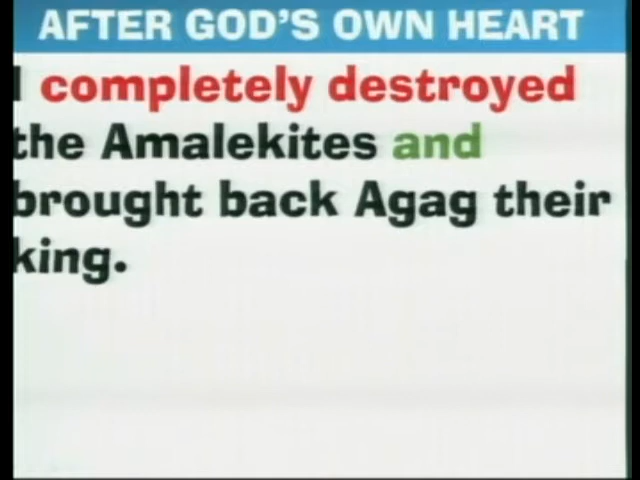 AFTER GOD'S OWN HEART
I completely destroyed
the Amalekites and
brought back Agag their
king.